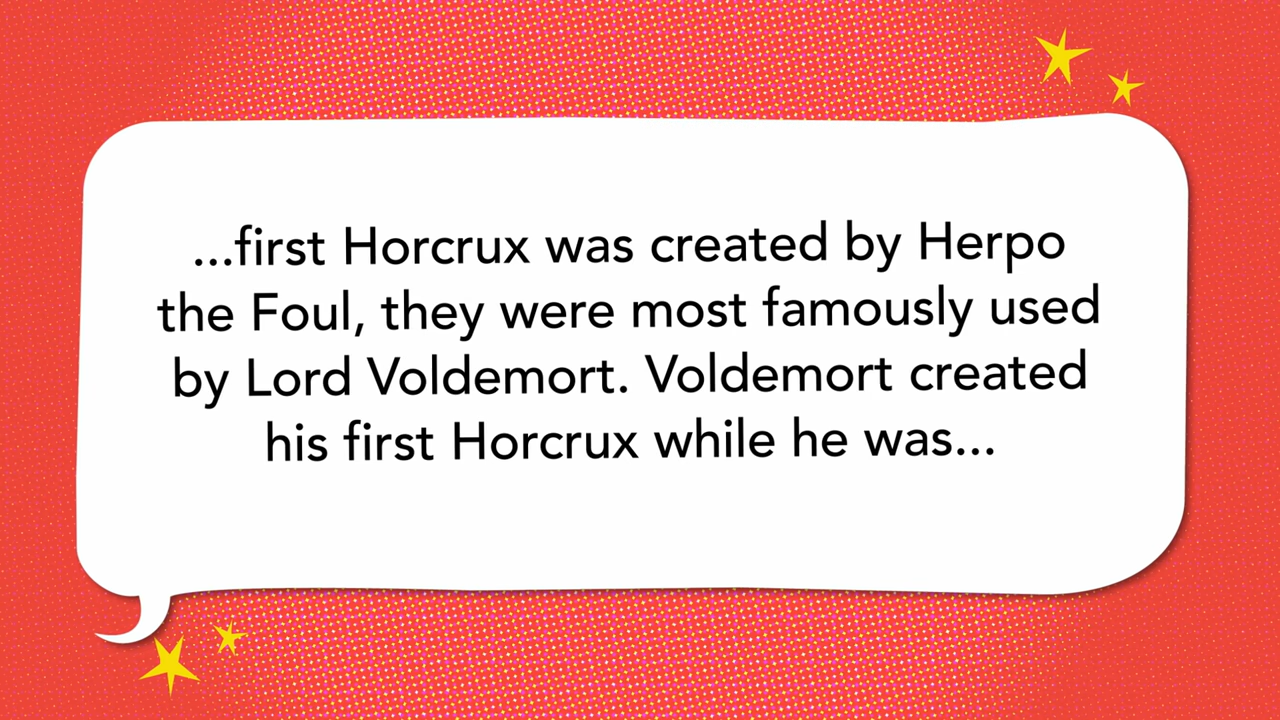 ...first Horcrux was created by Herpo
the Foul, they were most famously used
by Lord Voldemort. Voldemort created
his first Horcrux while he was...